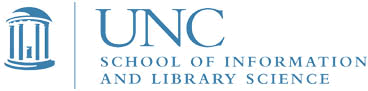 UNC
SCHOOL OF INFORMATION
AND LIBRARY SCIENCE